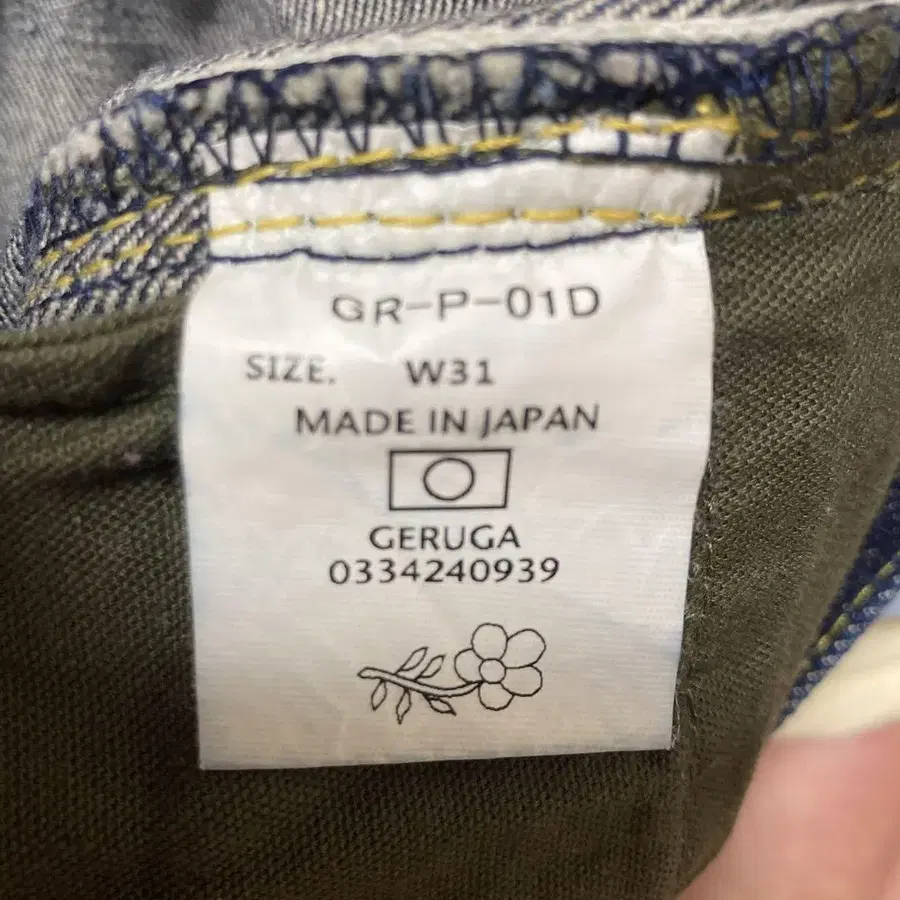 GR-P-01D
SIZE. W31
MADE IN JAPAN
GERUGA
0334240939